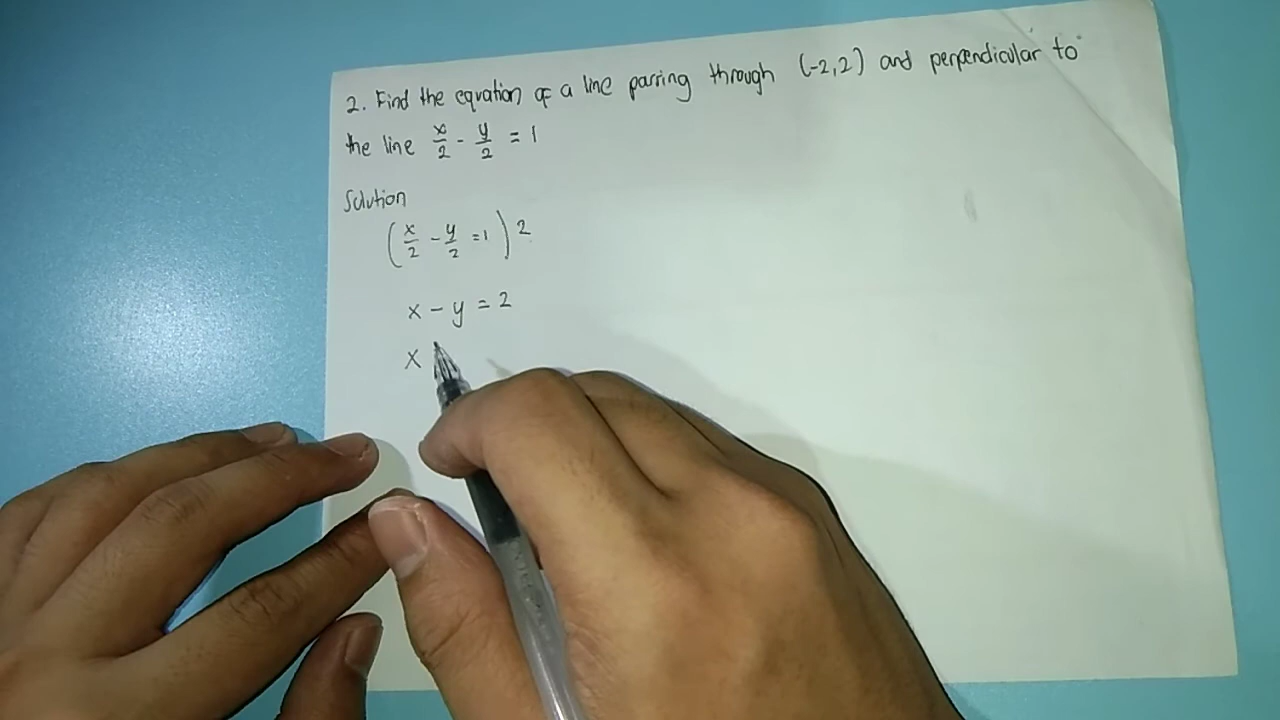 2. Find the equation of a line passing through (-2,2) and perpendicular to
the line x/2 - y/2 = 1
Solution
(x/2 - y/2 = 1) 2
x - y = 2
x